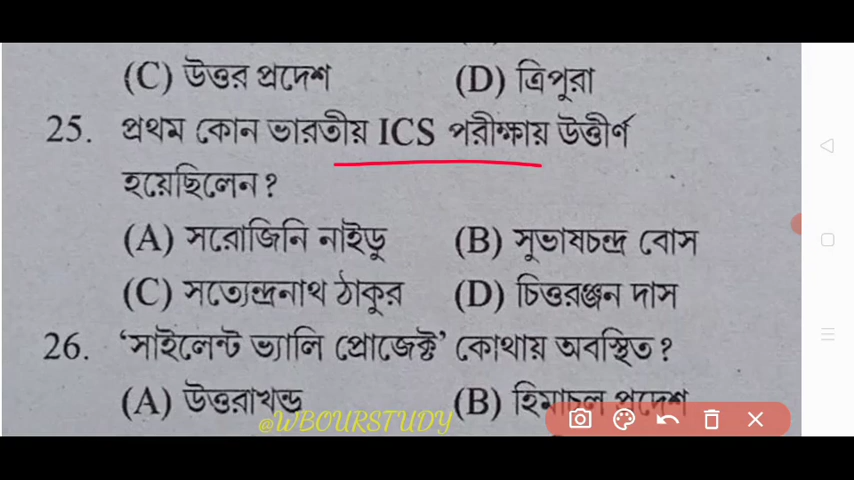 (C) উত্তর প্রদেশ (D) ত্রিপুরা
25. প্রথম কোন ভারতীয় ICS পরীক্ষায় উত্তীর্ণ
হয়েছিলেন?
(A) সরোজিনি নাইডু (B) সুভাষচন্দ্র বোস
(C) সত্যেন্দ্রনাথ ঠাকুর (D) চিত্তরঞ্জন দাস
26. ‘সাইলেন্ট ভ্যালি প্রোজেক্ট’ কোথায় অবস্থিত?
(A) উত্তরাখন্ড (B) হিমাচল প্রদেশ
@WBOURSTUDY